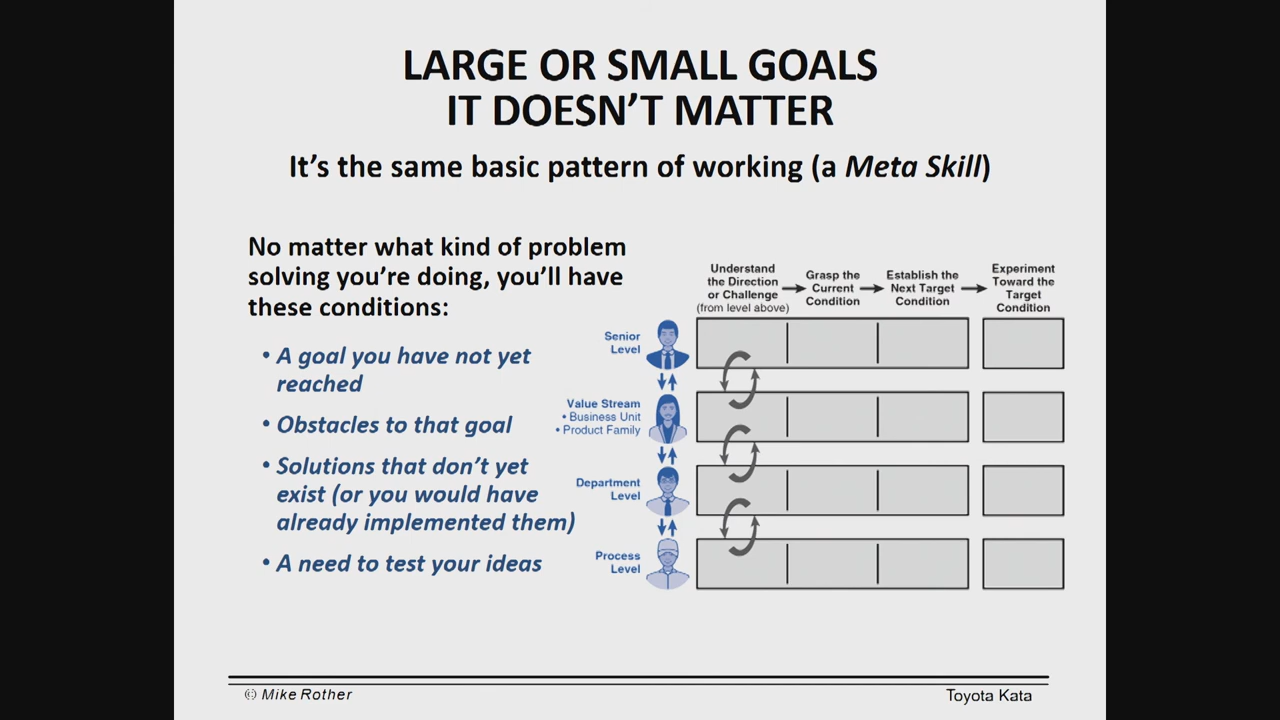 LARGE OR SMALL GOALS
IT DOESN'T MATTER
It's the same basic pattern of working (a Meta Skill)
No matter what kind of problem
solving you're doing, you'll have
these conditions:
• A goal you have not yet
reached
• Obstacles to that goal
• Solutions that don't yet
exist (or you would have
already implemented them)
• A need to test your ideas
Understand
the Direction
or Challenge
(from level above)
Grasp the
Current
Condition
Establish the
Next Target
Condition
Experiment
Toward the
Target
Condition
Senior
Level
Value Stream
• Business Unit
• Product Family
Department
Level
Process
Level
© Mike Rother
Toyota Kata